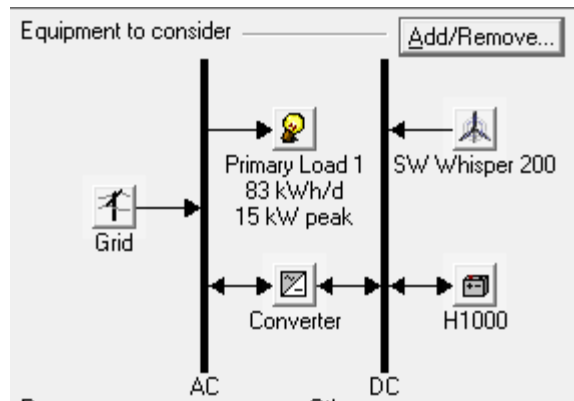 Equipment to consider
Add/Remove...
Primary Load 1
83 kWh/d
15 kW peak
SW Whisper 200
Grid
Converter
H1000
AC
DC